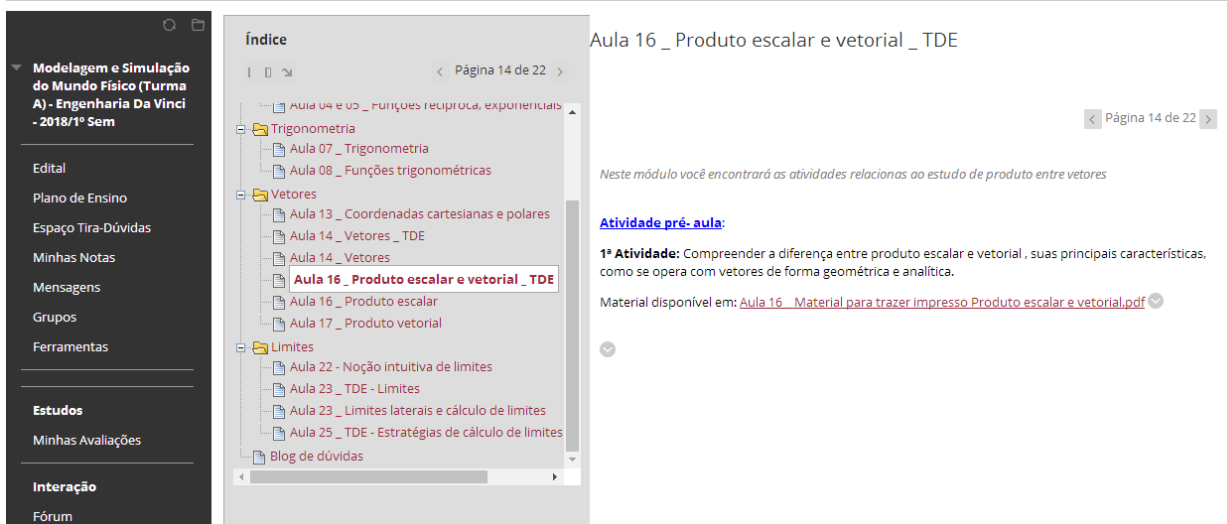 Modelagem e Simulação
do Mundo Físico (Turma
A) - Engenharia Da Vinci
- 2018/1º Sem
Edital
Plano de Ensino
Espaço Tira-Dúvidas
Minhas Notas
Mensagens
Grupos
Ferramentas
Estudos
Minhas Avaliações
Interação
Fórum
Índice
Página 14 de 22
Aula 04 e 05 _ Funções recíproca, exponenciais
Trigonometria
Aula 07 _ Trigonometria
Aula 08 _ Funções trigonométricas
Vetores
Aula 13 _ Coordenadas cartesianas e polares
Aula 14 _ Vetores _ TDE
Aula 14 _ Vetores
Aula 16 _ Produto escalar e vetorial _ TDE
Aula 16 _ Produto escalar
Aula 17 _ Produto vetorial
Limites
Aula 22 - Noção intuitiva de limites
Aula 23 _ TDE - Limites
Aula 23 _ Limites laterais e cálculo de limites
Aula 25 _ TDE - Estratégias de cálculo de limites
Blog de dúvidas
Aula 16 _ Produto escalar e vetorial _ TDE
Página 14 de 22
Neste módulo você encontrará as atividades relacionas ao estudo de produto entre vetores
Atividade pré- aula:
1ª Atividade: Compreender a diferença entre produto escalar e vetorial , suas principais características,
como se opera com vetores de forma geométrica e analítica.
Material disponível em: Aula 16 _ Material para trazer impresso Produto escalar e vetorial.pdf